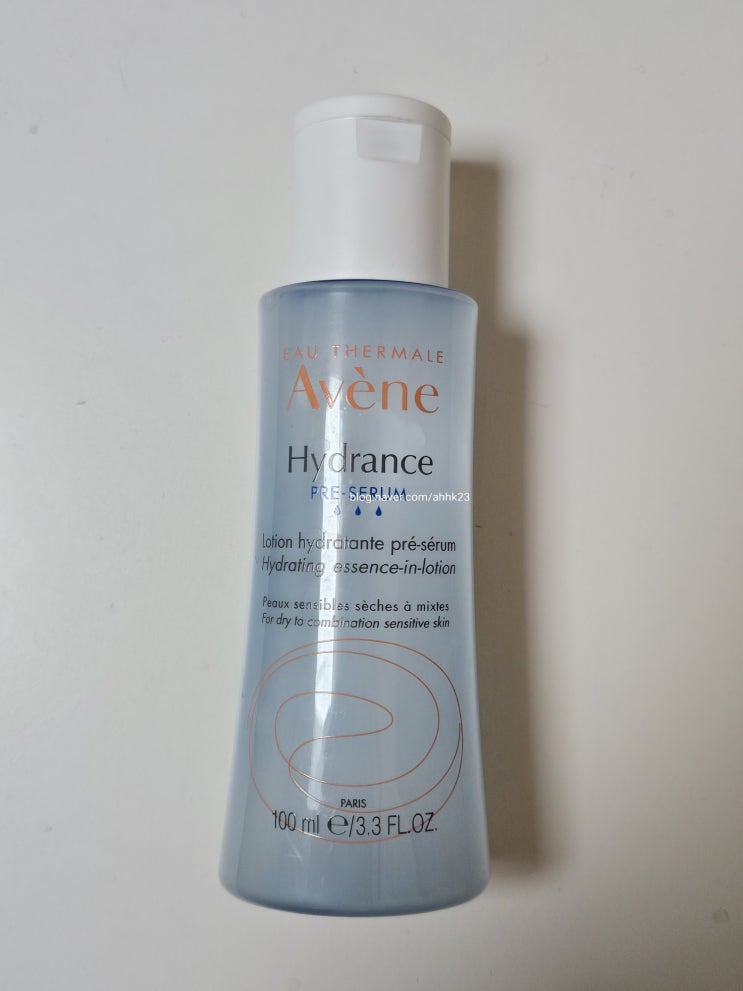 EAU THERMALE
Avène
Hydrance
PRE-SERUM
blog.naver.com/ahhk23
Lotion hydratante pré-sérum
Hydrating essence-in-lotion
Peaux sensibles sèches à mixtes
For dry to combination sensitive skin
PARIS
100 ml ℮/3.3 FL.OZ.